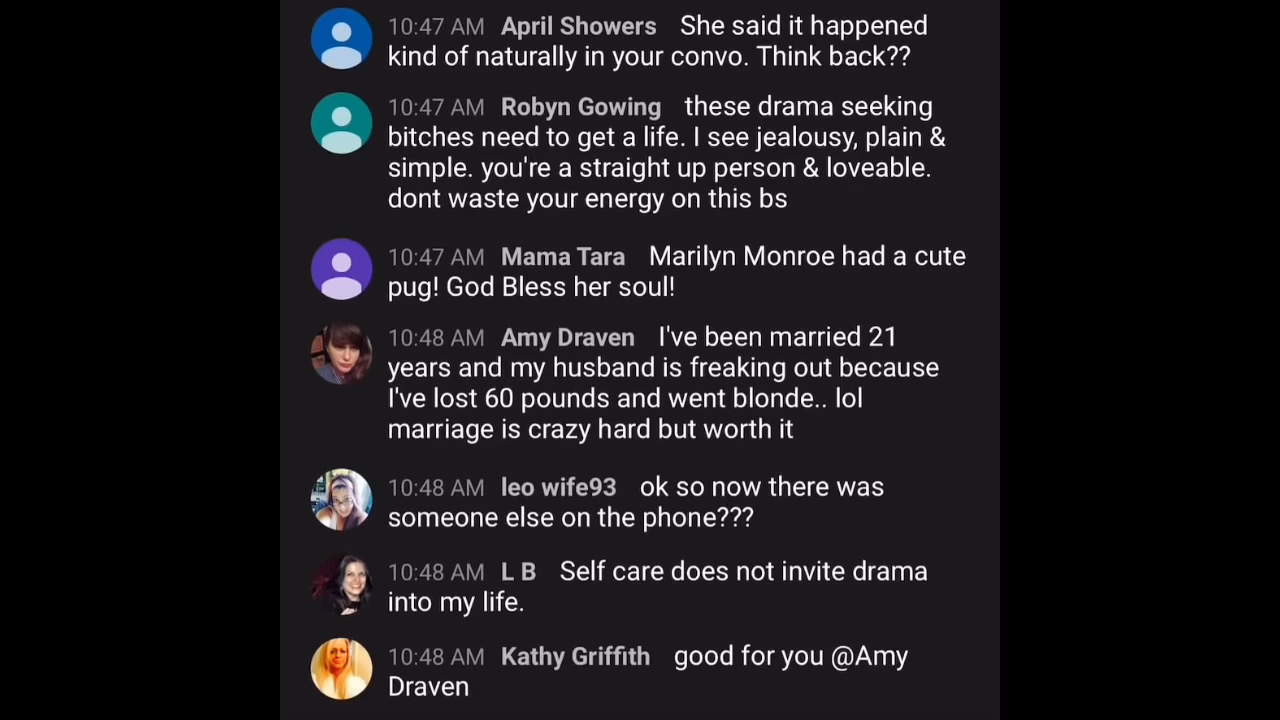 10:47 AM April Showers She said it happened
kind of naturally in your convo. Think back??
10:47 AM Robyn Gowing these drama seeking
bitches need to get a life. I see jealousy, plain &
simple. you're a straight up person & loveable.
dont waste your energy on this bs
10:47 AM Mama Tara Marilyn Monroe had a cute
pug! God Bless her soul!
10:48 AM Amy Draven I've been married 21
years and my husband is freaking out because
I've lost 60 pounds and went blonde.. lol
marriage is crazy hard but worth it
10:48 AM leo wife93 ok so now there was
someone else on the phone???
10:48 AM L B Self care does not invite drama
into my life.
10:48 AM Kathy Griffith good for you @Amy
Draven